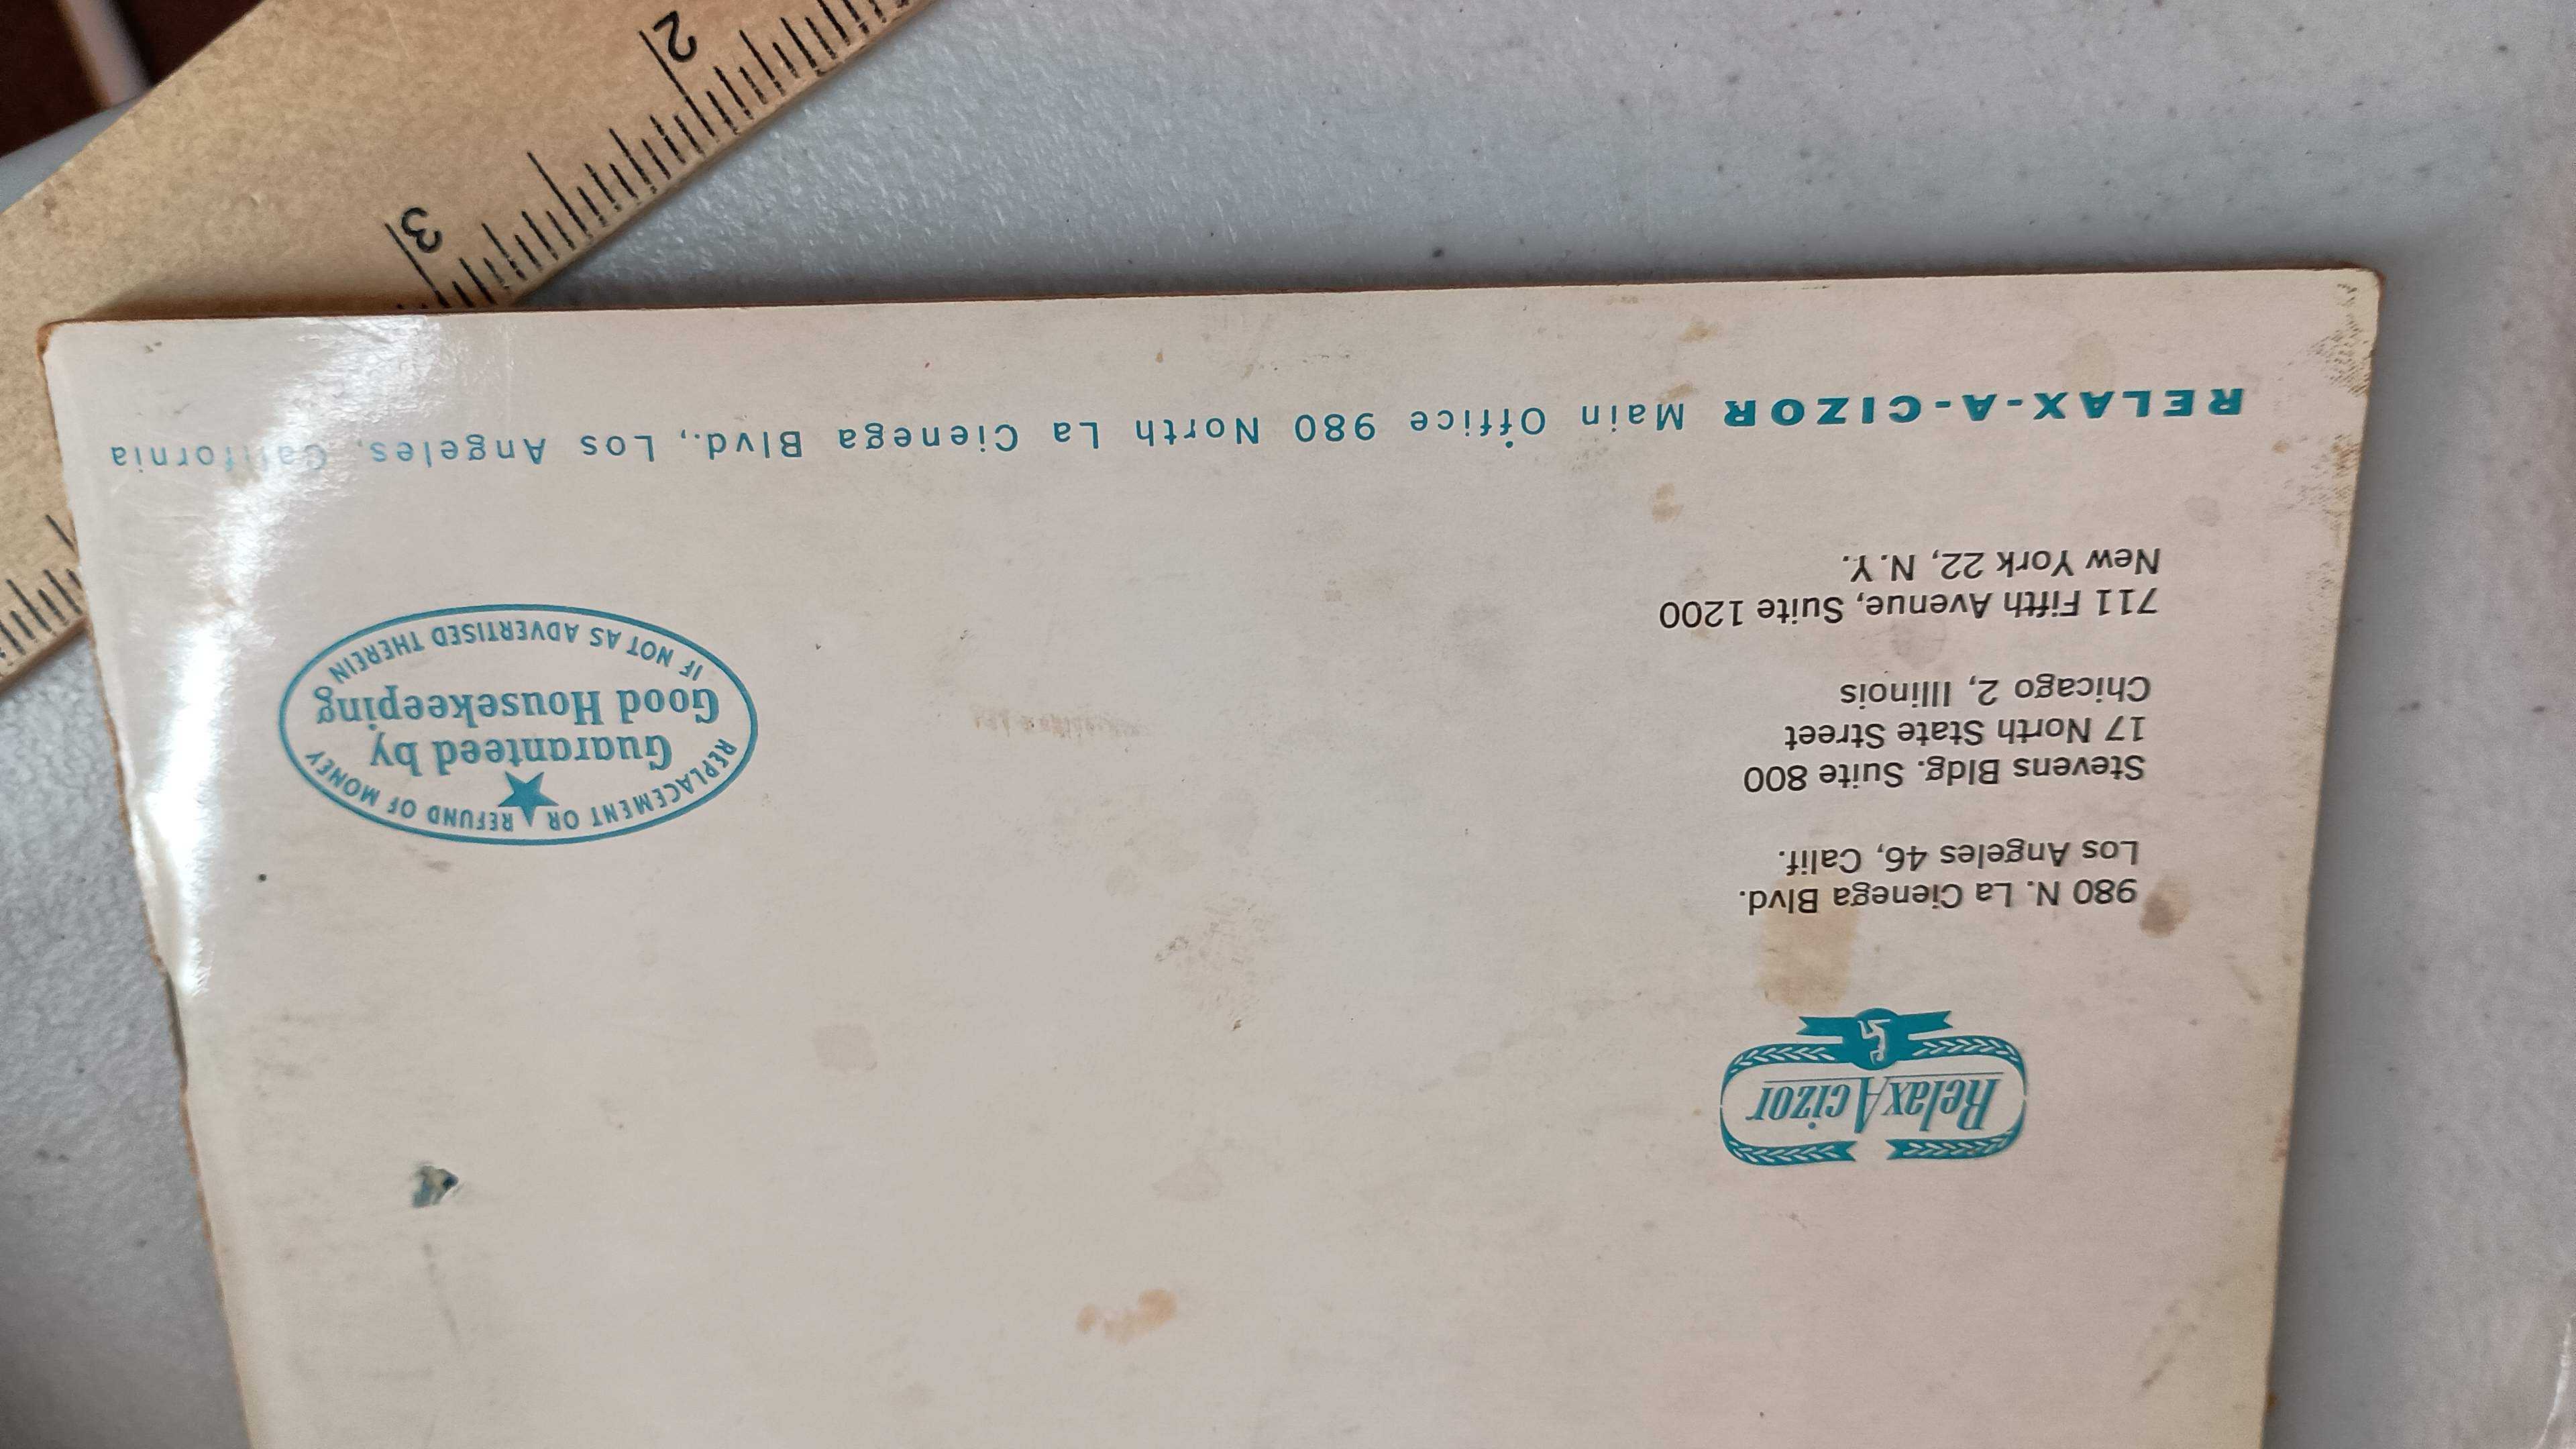 Relax A cizor
980 N. La Cienega Blvd.
Los Angeles 46, Calif.
Stevens Bldg. Suite 800
17 North State Street
Chicago 2, Illinois
711 Fifth Avenue, Suite 1200
New York 22, N.Y.
REPLACEMENT OR REFUND OF MONEY
Guaranteed by
Good Housekeeping
IF NOT AS ADVERTISED THEREIN
RELAX-A-CIZOR Main Office 980 North La Cienega Blvd., Los Angeles, California
2
3